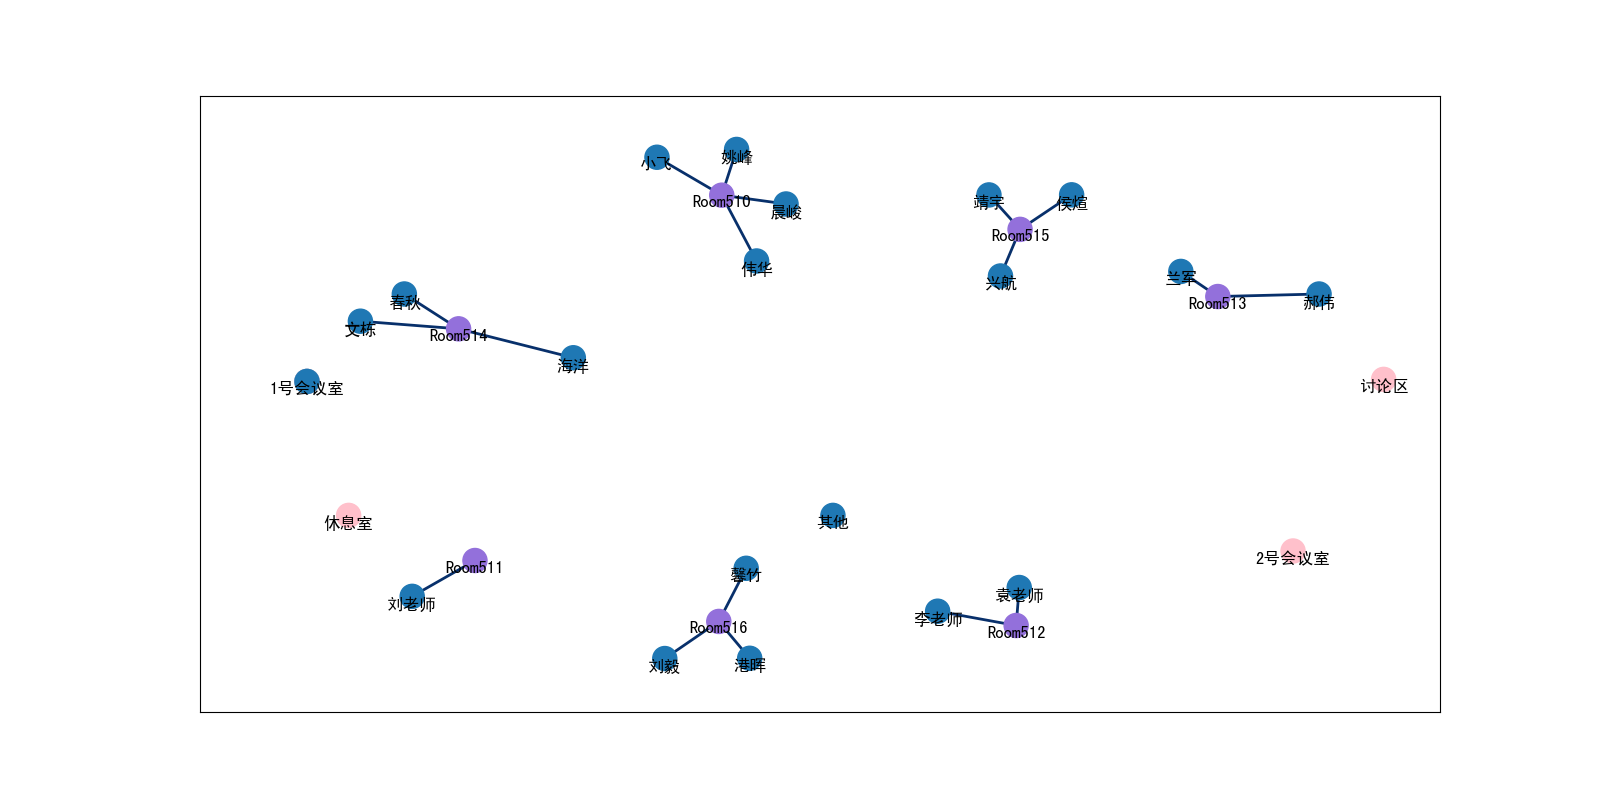 小飞
姚峰
Room510
晨峻
伟华
靖宇
侯煊
Room515
兴航
兰军
Room513
郝伟
春秋
文栋
Room514
海洋
1号会议室
讨论区
休息室
其他
2号会议室
Room511
刘老师
馨竹
Room516
刘毅
港晖
袁老师
李老师
Room512